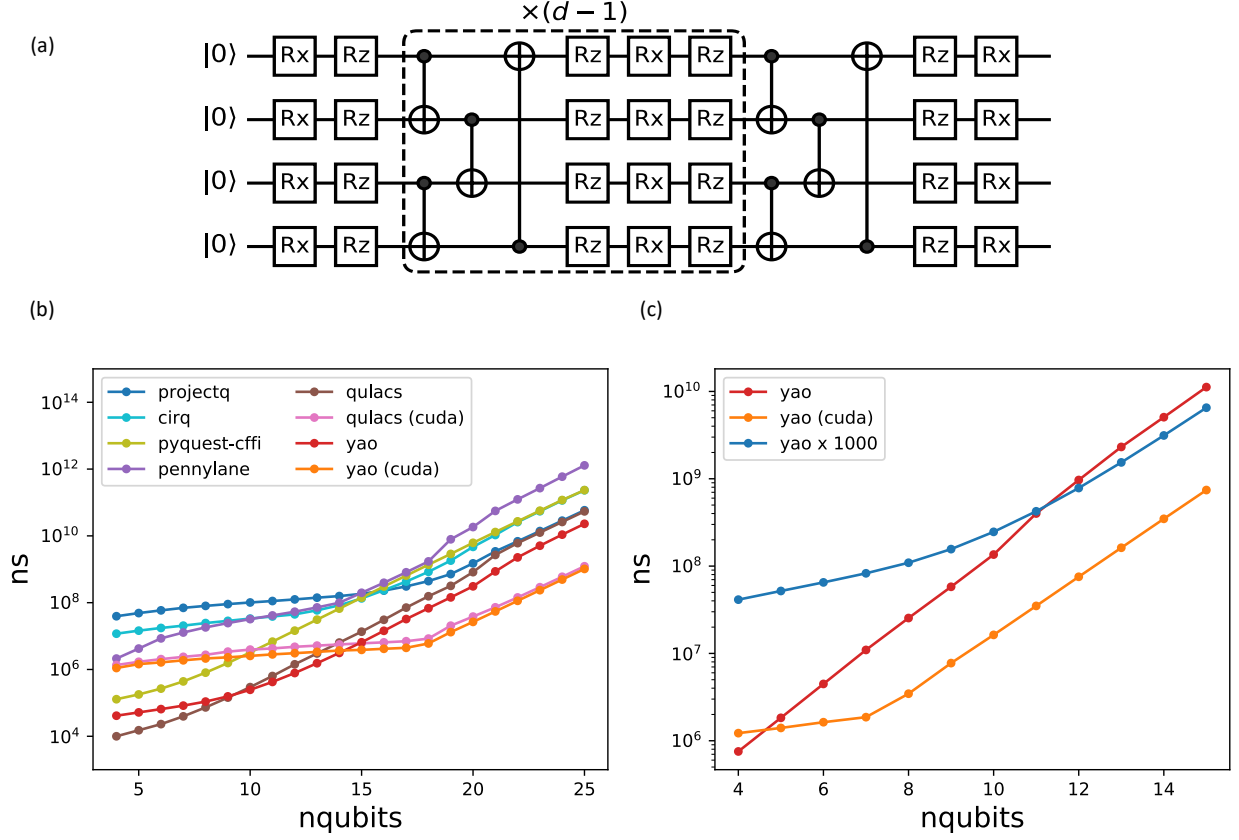 ×(d − 1)
(a)
|0⟩ Rx Rz Rz Rx Rz Rz Rx
|0⟩ Rx Rz Rz Rx Rz Rz Rx
|0⟩ Rx Rz Rz Rx Rz Rz Rx
|0⟩ Rx Rz Rz Rx Rz Rz Rx
(b)
projectq
cirq
pyquest-cffi
pennylane
qulacs
qulacs (cuda)
yao
yao (cuda)
10^14
10^12
10^10
10^8
10^6
10^4
ns
5 10 15 20 25
nqubits
(c)
yao
yao (cuda)
yao x 1000
10^10
10^9
10^8
10^7
10^6
ns
4 6 8 10 12 14
nqubits